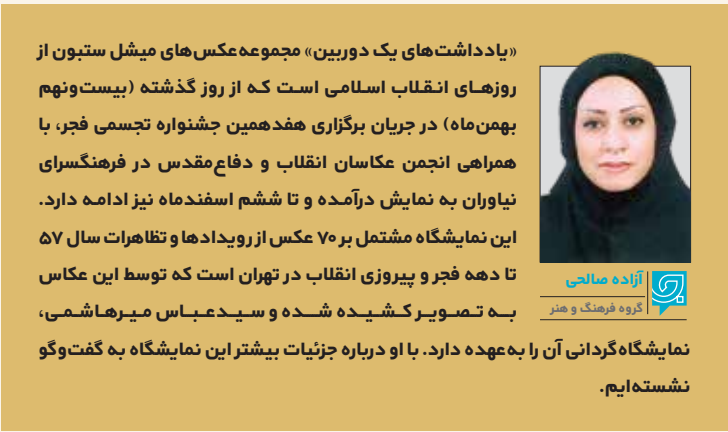 «یادداشت‌های یک دوربین» مجموعه‌عکس‌های میشل ستبون از
روزهای انقلاب اسلامی است که از روز گذشته (بیست‌ونهم
بهمن‌ماه) در جریان برگزاری هفدهمین جشنواره تجسمی فجر، با
همراهی انجمن عکاسان انقلاب و دفاع‌مقدس در فرهنگسرای
نیاوران به نمایش درآمده و تا ششم اسفندماه نیز ادامه دارد.
این نمایشگاه مشتمل بر ۷۰ عکس از رویدادها و تظاهرات سال ۵۷
تا دهه فجر و پیروزی انقلاب در تهران است که توسط این عکاس
به تصویر کشیده شده و سیدعباس میرهاشمی،
نمایشگاه‌گردانی آن را به‌عهده دارد. با او درباره جزئیات بیشتر این نمایشگاه به گفت‌وگو
نشسته‌ایم.
آزاده صالحی
گروه فرهنگ و هنر